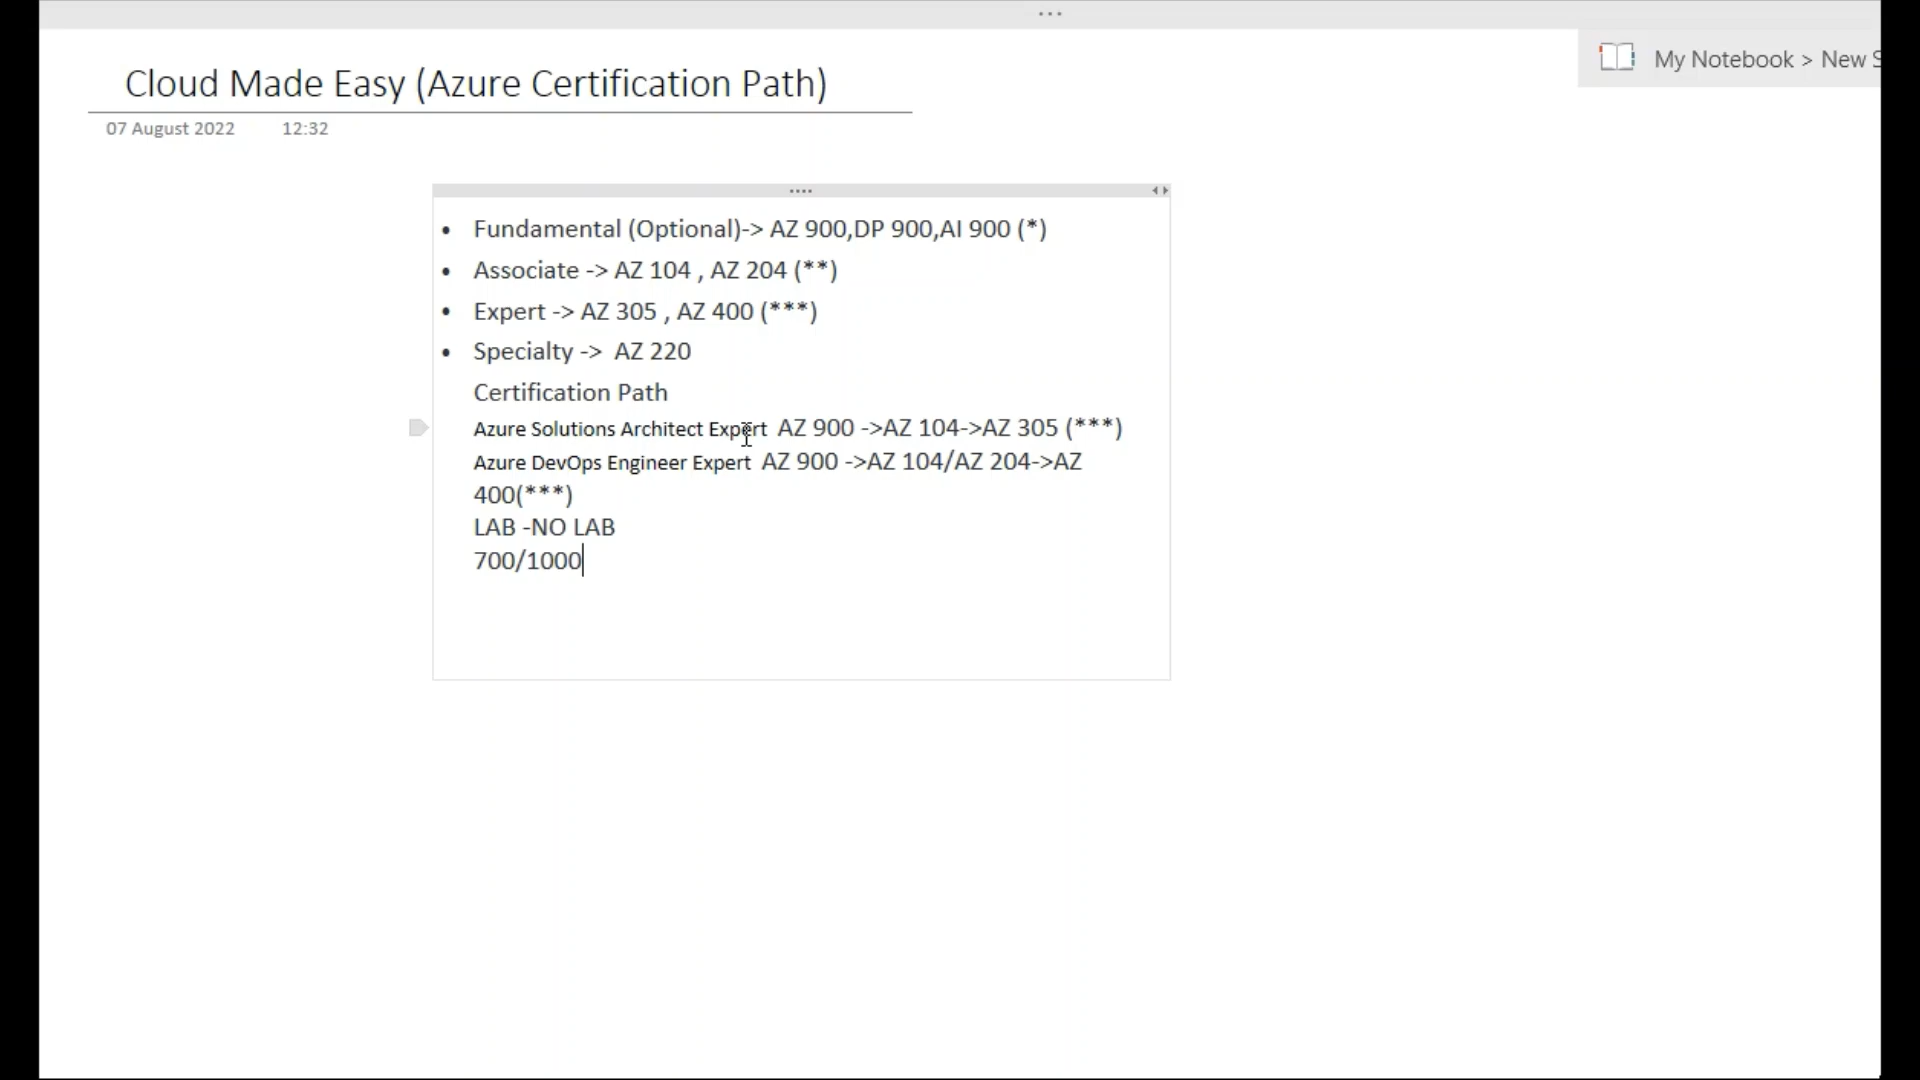 My Notebook > New S
Cloud Made Easy (Azure Certification Path)
07 August 2022 12:32
• Fundamental (Optional)-> AZ 900,DP 900,AI 900 (*)
• Associate -> AZ 104 , AZ 204 (**)
• Expert -> AZ 305 , AZ 400 (***)
• Specialty -> AZ 220
Certification Path
Azure Solutions Architect Expert AZ 900 ->AZ 104->AZ 305 (***)
Azure DevOps Engineer Expert AZ 900 ->AZ 104/AZ 204->AZ
400(***)
LAB -NO LAB
700/1000